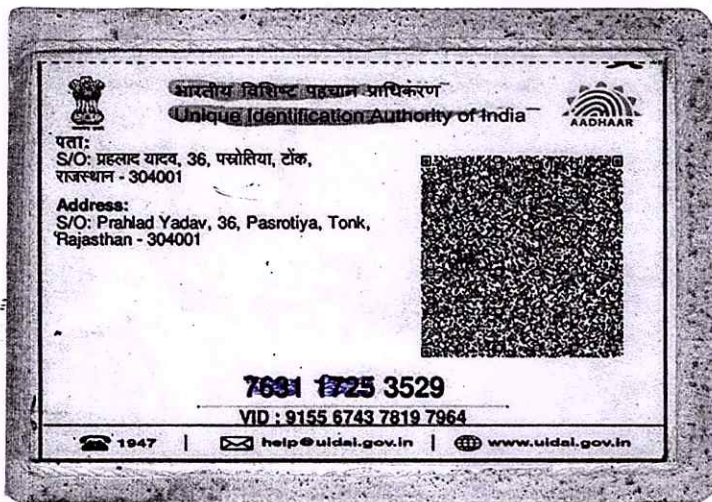 भारतीय विशिष्ट पहचान प्राधिकरण
Unique Identification Authority of India
AADHAAR
पता:
S/O: प्रहलाद यादव, 36, पस्रोतिया, टोंक,
राजस्थान - 304001
Address:
S/O: Prahlad Yadav, 36, Pasrotiya, Tonk,
Rajasthan - 304001
3529
VID : 9155 6743 7819 7964
1947 | help@uidai.gov.in | www.uidai.gov.in